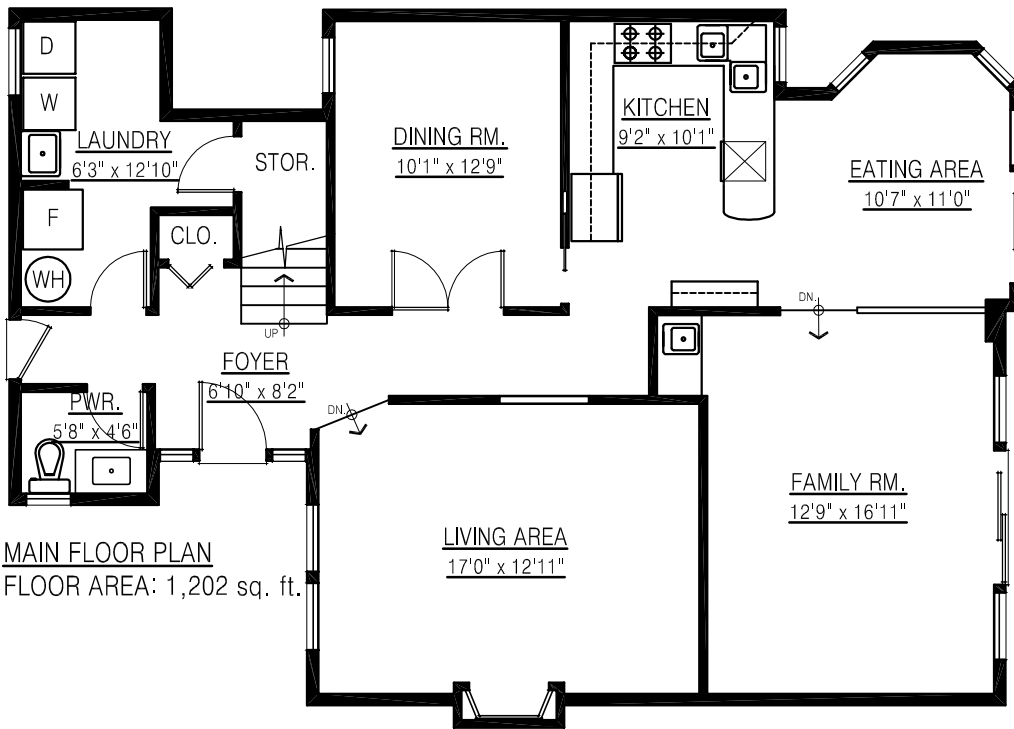 D
W
LAUNDRY
6'3" x 12'10"
STOR.
F
CLO.
WH
UP
DINING RM.
10'1" x 12'9"
KITCHEN
9'2" x 10'1"
EATING AREA
10'7" x 11'0"
DN.
FOYER
6'10" x 8'2"
PWR.
5'8" x 4'6"
DN.
LIVING AREA
17'0" x 12'11"
FAMILY RM.
12'9" x 16'11"
MAIN FLOOR PLAN
FLOOR AREA: 1,202 sq. ft.